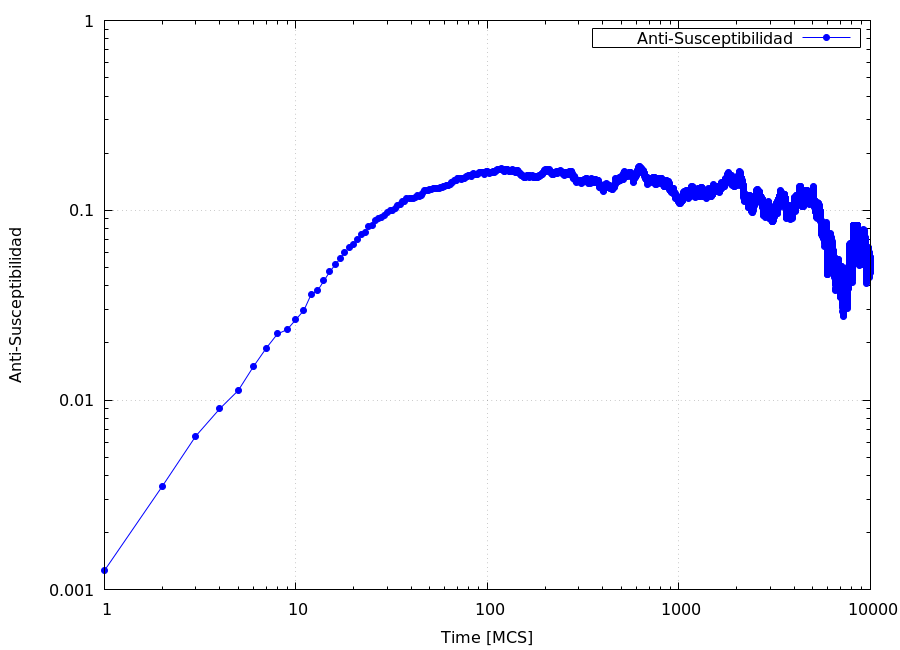 1
Anti-Susceptibilidad
0.1
Anti-Susceptibilidad
0.01
0.001
1 10 100 1000 10000
Time [MCS]